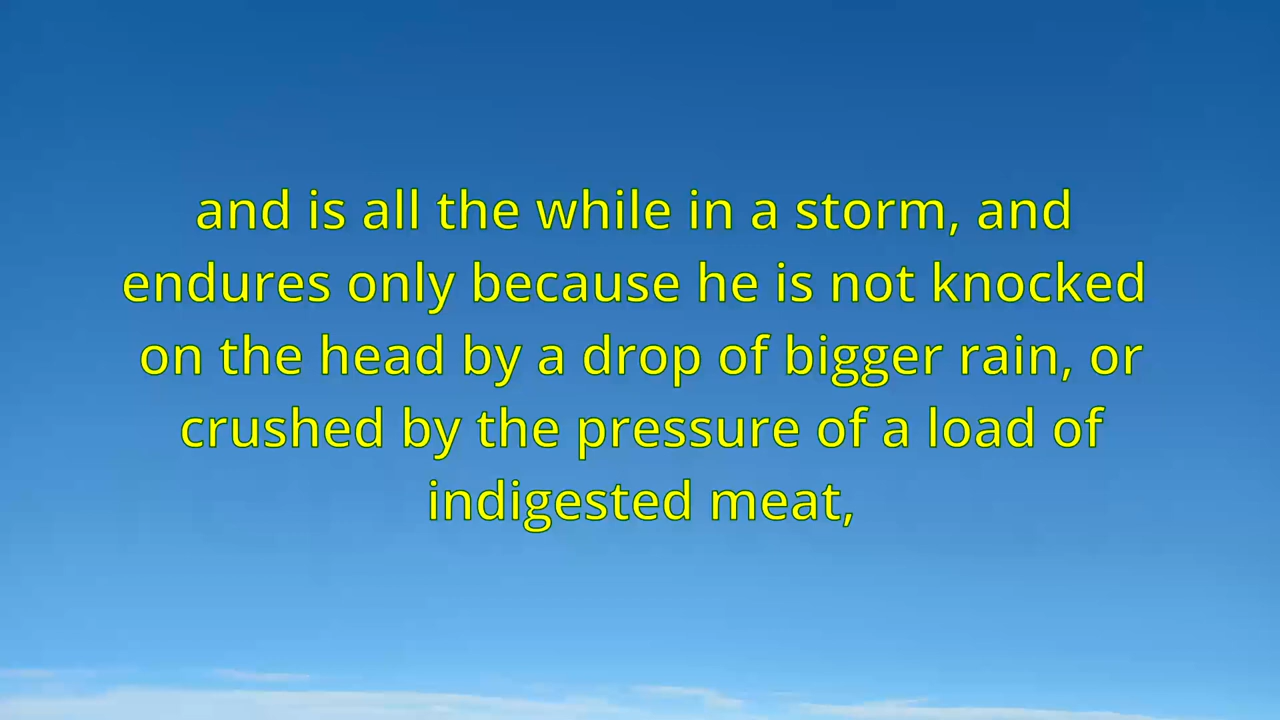 and is all the while in a storm, and
endures only because he is not knocked
on the head by a drop of bigger rain, or
crushed by the pressure of a load of
indigested meat,